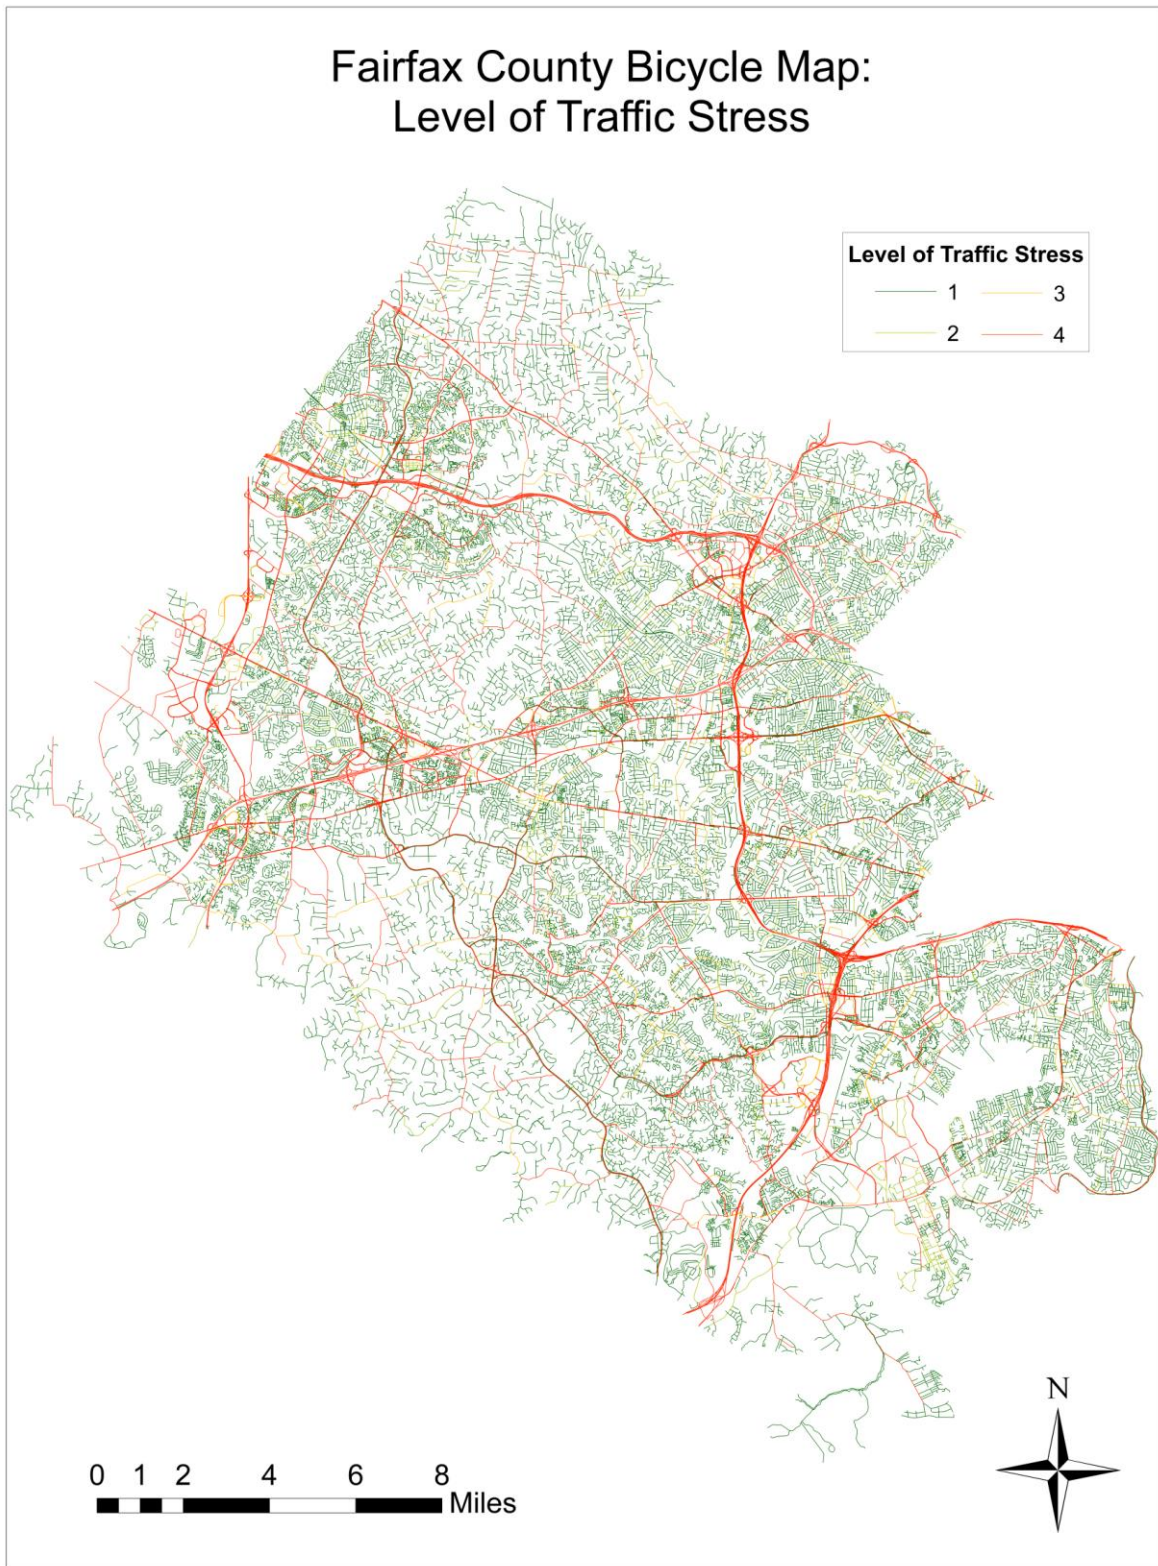 Fairfax County Bicycle Map:
Level of Traffic Stress
Level of Traffic Stress
1 3
2 4
N
0 1 2 4 6 8
Miles